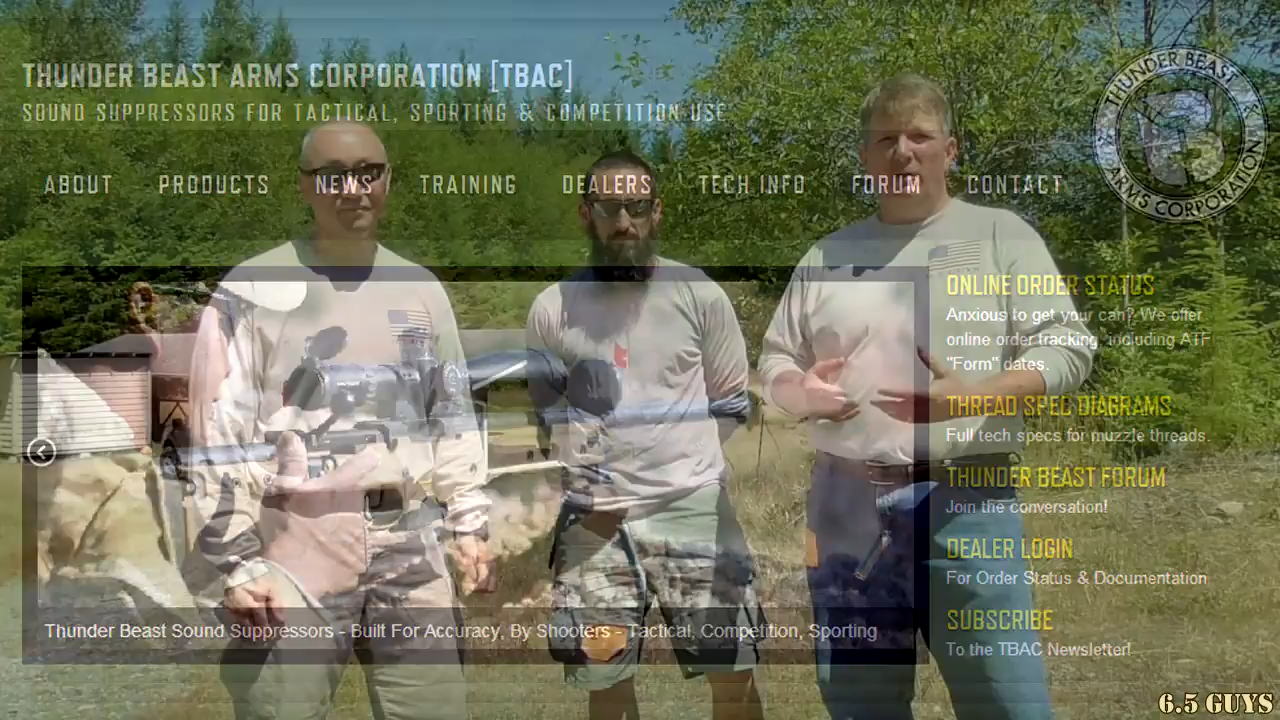 THUNDER BEAST ARMS CORPORATION [TBAC]
SOUND SUPPRESSORS FOR TACTICAL, SPORTING & COMPETITION USE
THUNDER BEAST
ARMS CORPORATION
ABOUT PRODUCTS NEWS TRAINING DEALERS TECH INFO FORUM CONTACT
ONLINE ORDER STATUS
Anxious to get your can? We offer
online order tracking, including ATF
"Form" dates.
THREAD SPEC DIAGRAMS
Full tech specs for muzzle threads.
THUNDER BEAST FORUM
Join the conversation!
DEALER LOGIN
For Order Status & Documentation
SUBSCRIBE
To the TBAC Newsletter!
Thunder Beast Sound Suppressors - Built For Accuracy, By Shooters - Tactical, Competition, Sporting
6.5 GUYS